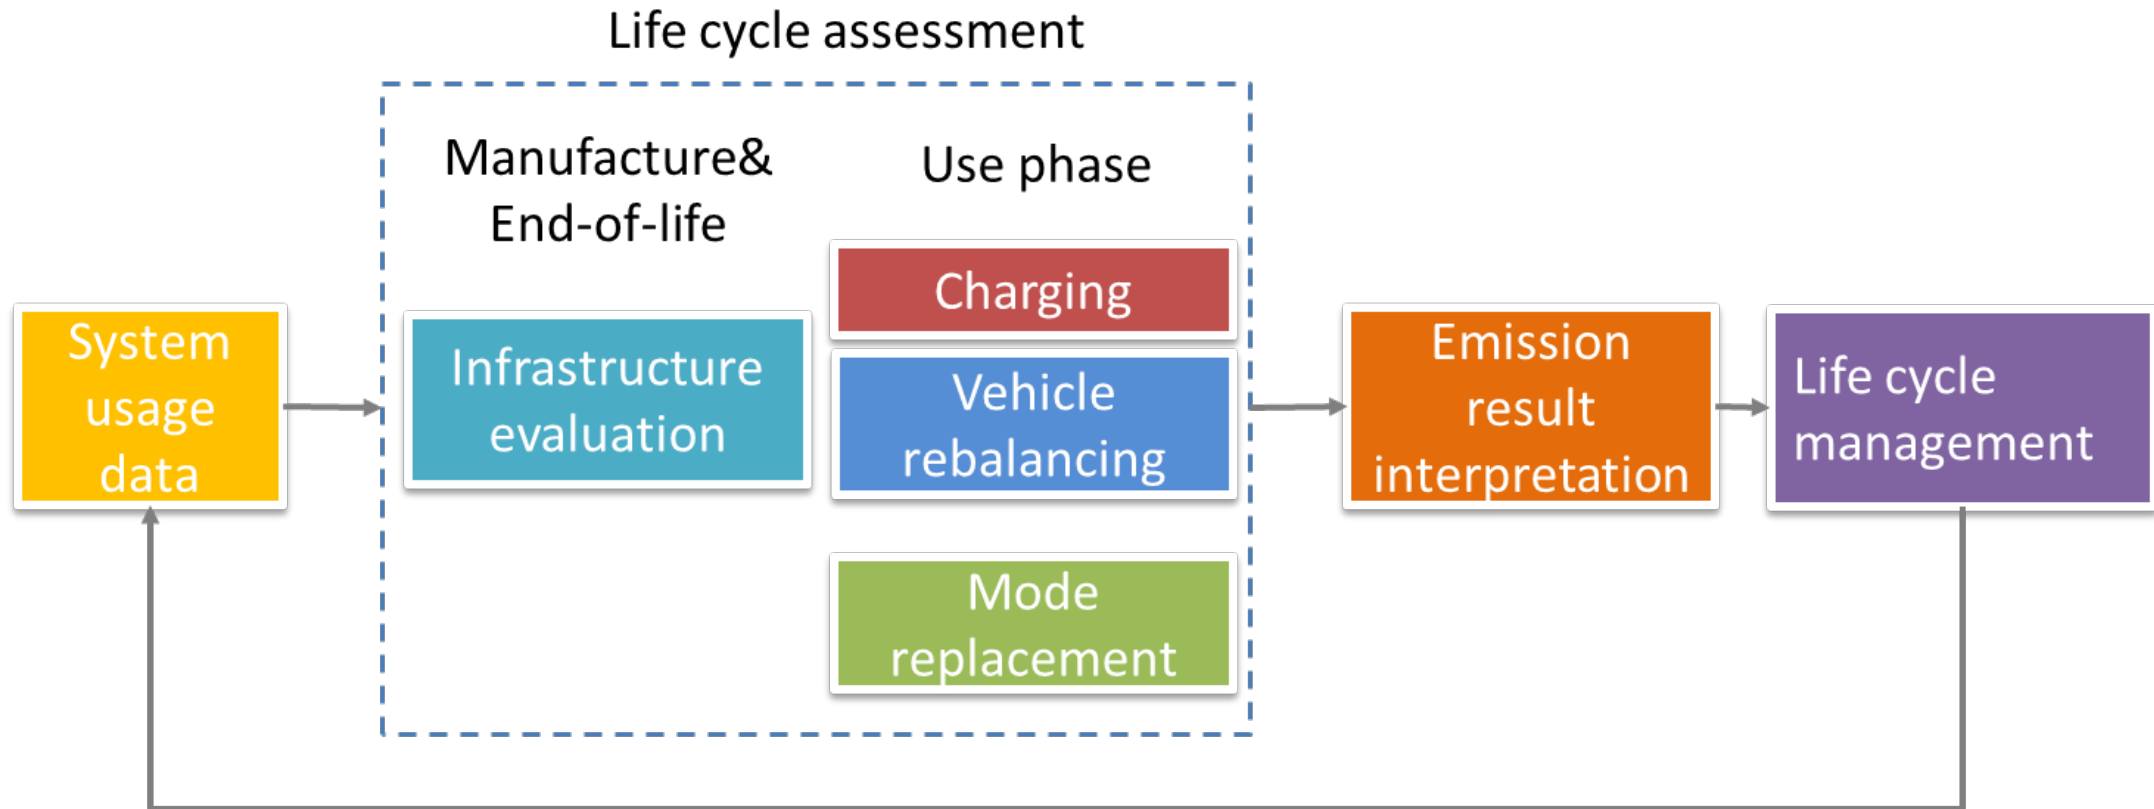 Life cycle assessment
Manufacture&
End-of-life
Use phase
System
usage
data
Infrastructure
evaluation
Charging
Vehicle
rebalancing
Mode
replacement
Emission
result
interpretation
Life cycle
management